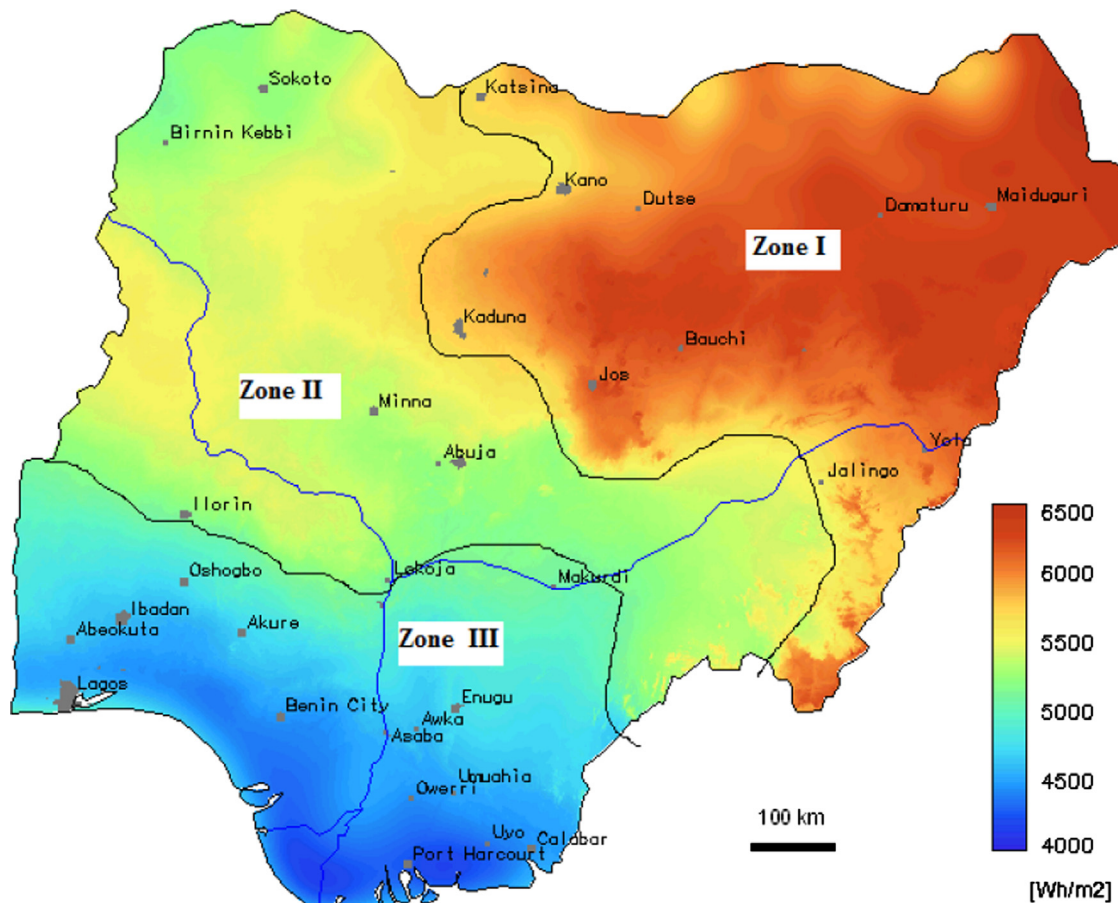 Sokoto
Katsina
Birnin Kebbi
Kano
Dutse
Damaturu
Maiduguri
Zone I
Kaduna
Bauchi
Jos
Zone II
Minna
Abuja
Yola
Jalingo
Ilorin
6500
Oshogbo
Lokoja
Makurdi
6000
Ibadan
Abeokuta
Akure
Zone III
5500
Lagos
Benin City
Enugu
Awka
Asaba
5000
Umuahia
Owerri
4500
100 km
Uyo
Calabar
Port Harcourt
4000
[Wh/m2]